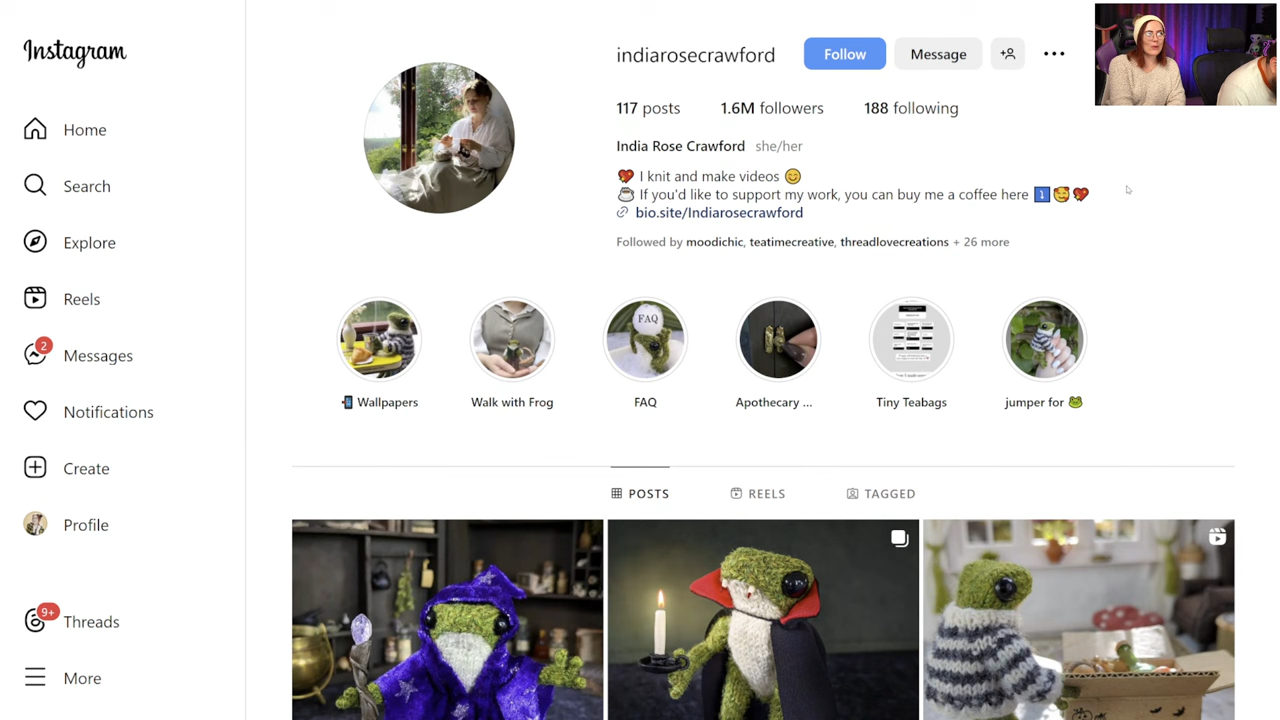 Instagram
Home
Search
Explore
Reels
2
Messages
Notifications
Create
Profile
9+
Threads
More
indiarosecrawford
Follow
Message
117 posts
1.6M followers
188 following
India Rose Crawford she/her
💖 I knit and make videos 😊
☕ If you'd like to support my work, you can buy me a coffee here ⤵️🥰💖
bio.site/Indiarosecrawford
Followed by moodichic, teatimecreative, threadlovecreations + 26 more
FAQ
📲 Wallpapers
Walk with Frog
FAQ
Apothecary ...
Tiny Teabags
jumper for 🐸
POSTS
REELS
TAGGED